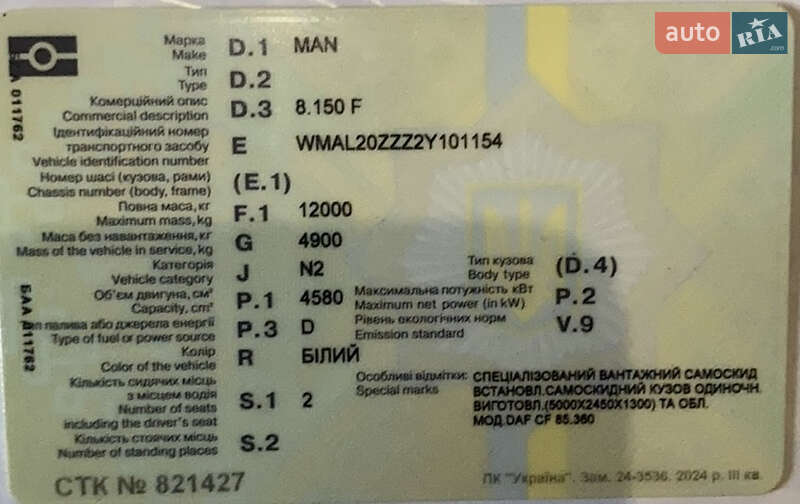 auto RIA .com
БАА 011762
Марка
Make D.1 MAN
Тип
Type D.2
Комерційний опис
Commercial description D.3 8.150 F
Ідентифікаційний номер
транспортного засобу
Vehicle identification number E WMAL20ZZZ2Y101154
Номер шасі (кузова, рами)
Chassis number (body, frame) (E.1)
Повна маса, кг
Maximum mass, kg F.1 12000
Маса без навантаження, кг
Mass of the vehicle in service, kg G 4900
Категорія
Vehicle category J N2
Тип кузова
Body type (D.4)
Об'єм двигуна, см³
Capacity, cm³ P.1 4580
Максимальна потужність кВт
Maximum net power (in kW) P.2
ип палива або джерела енергії
Type of fuel or power source P.3 D
Рівень екологічних норм
Emission standard V.9
Колір
Color of the vehicle R БІЛИЙ
Кількість сидячих місць
з місцем водія
Number of seats
including the driver's seat S.1 2
Кількість стоячих місць
Number of standing places S.2
Особливі відмітки:
Special marks
СПЕЦІАЛІЗОВАНИЙ ВАНТАЖНИЙ САМОСКИД
ВСТАНОВЛ.САМОСКИДНИЙ КУЗОВ ОДИНОЧН.
ВИГОТОВЛ.(5000X2450X1300) ТА ОБЛ.
МОД.DAF CF 85.360
СТК № 821427
ПК "Україна". Зам. 24-3536. 2024 р. III кв.